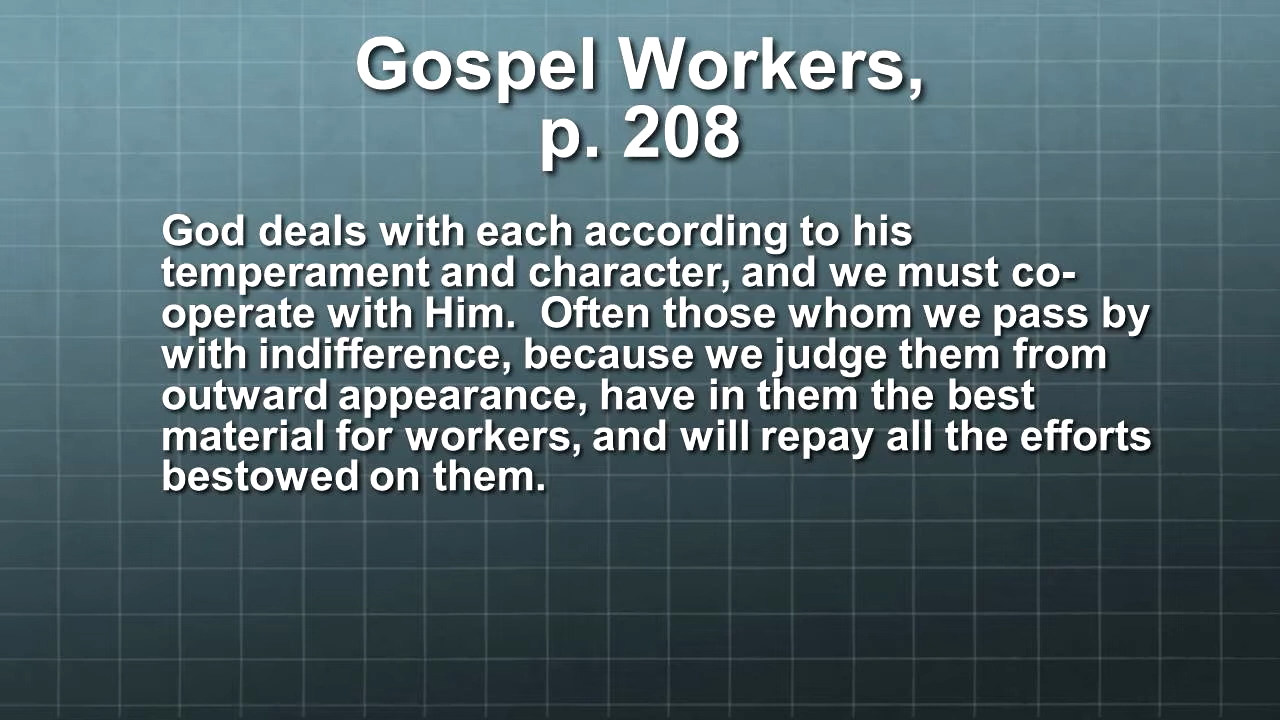 Gospel Workers,
p. 208
God deals with each according to his
temperament and character, and we must co-
operate with Him.  Often those whom we pass by
with indifference, because we judge them from
outward appearance, have in them the best
material for workers, and will repay all the efforts
bestowed on them.